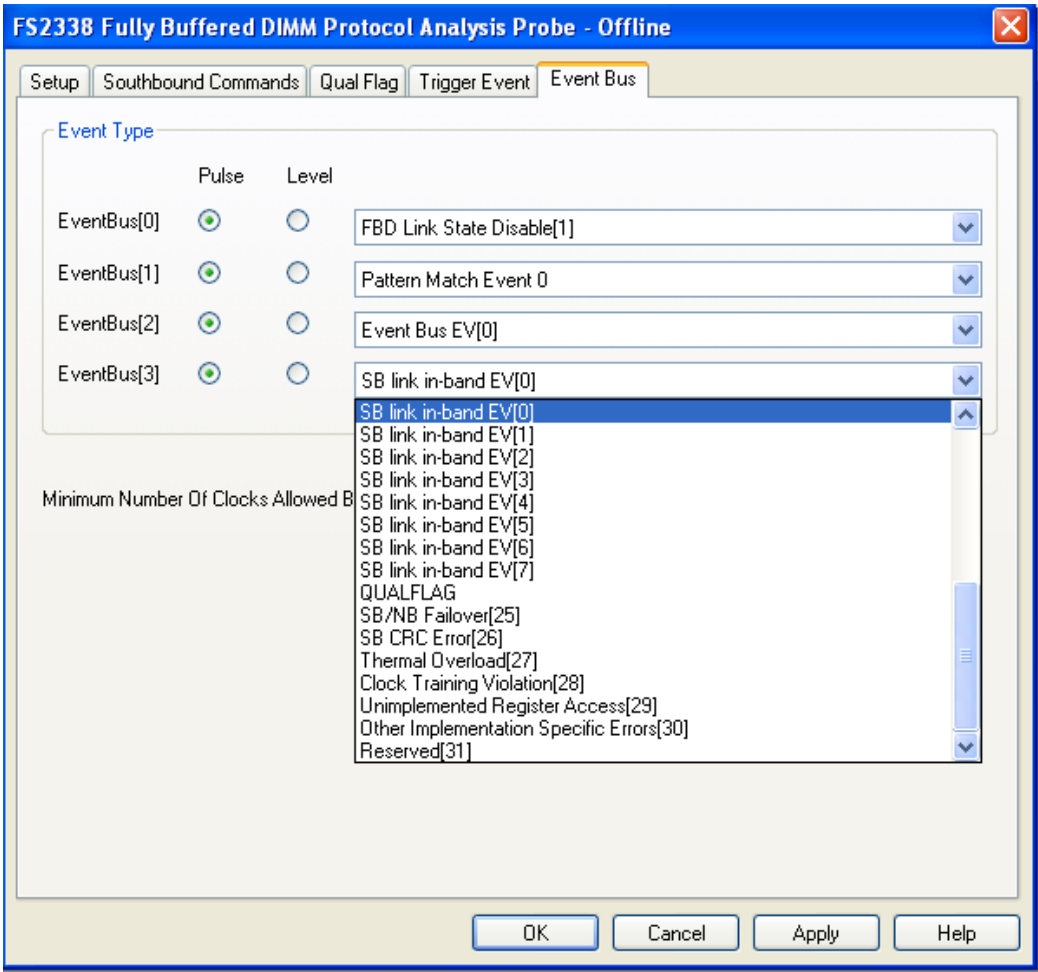 FS2338 Fully Buffered DIMM Protocol Analysis Probe - Offline
Setup Southbound Commands Qual Flag Trigger Event Event Bus
Event Type
Pulse Level
EventBus[0] FBD Link State Disable[1]
EventBus[1] Pattern Match Event 0
EventBus[2] Event Bus EV[0]
EventBus[3] SB link in-band EV[0]
SB link in-band EV[0]
SB link in-band EV[1]
SB link in-band EV[2]
SB link in-band EV[3]
Minimum Number Of Clocks Allowed B
SB link in-band EV[4]
SB link in-band EV[5]
SB link in-band EV[6]
SB link in-band EV[7]
QUALFLAG
SB/NB Failover[25]
SB CRC Error[26]
Thermal Overload[27]
Clock Training Violation[28]
Unimplemented Register Access[29]
Other Implementation Specific Errors[30]
Reserved[31]
OK Cancel Apply Help